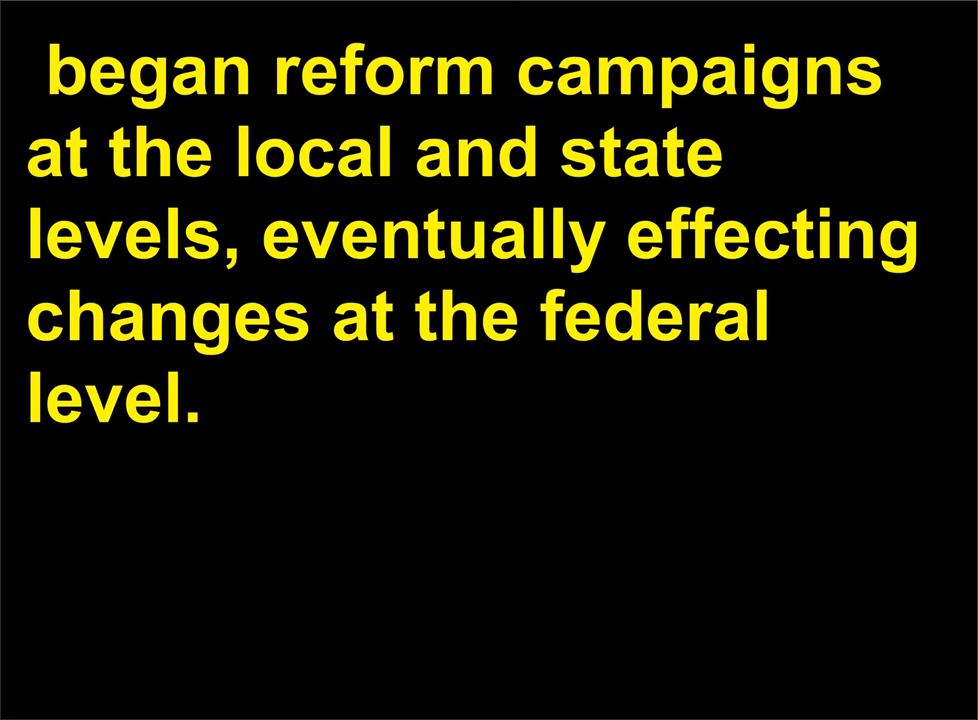 began reform campaigns
at the local and state
levels, eventually effecting
changes at the federal
level.